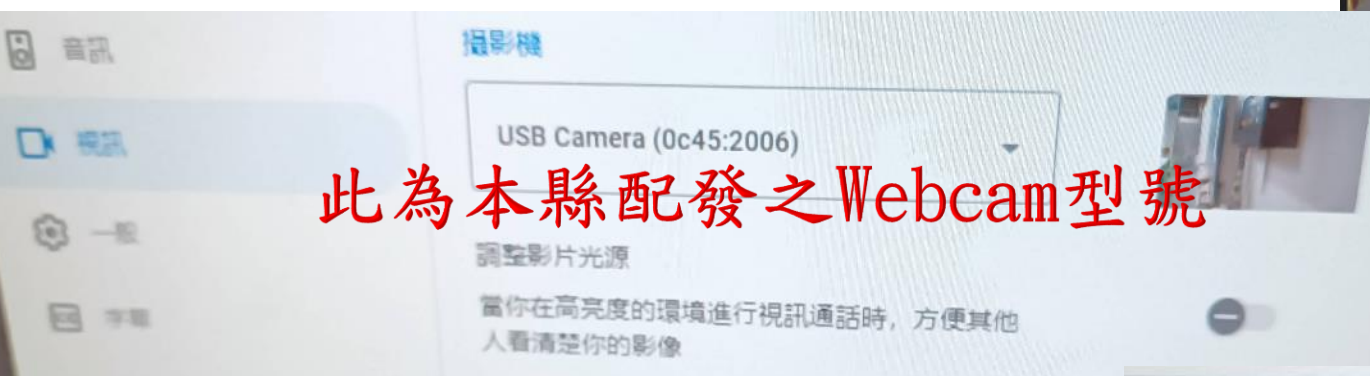 音訊
攝影機
視訊
USB Camera (0c45:2006)
此為本縣配發之Webcam型號
一般
調整影片光源
字幕
當你在高亮度的環境進行視訊通話時，方便其他
人看清楚你的影像